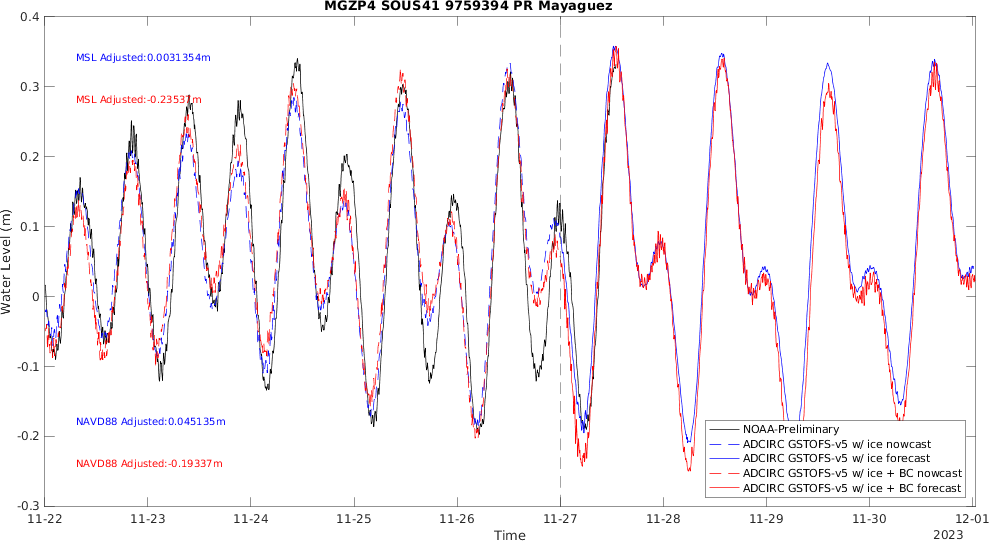 MGZP4 SOUS41 9759394 PR Mayaguez
0.4
MSL Adjusted:0.0031354m
0.3
MSL Adjusted:-0.23537m
0.2
0.1
Water Level (m)
0
-0.1
NAVD88 Adjusted:0.045135m
-0.2
NAVD88 Adjusted:-0.19337m
-0.3
NOAA-Preliminary
ADCIRC GSTOFS-v5 w/ ice nowcast
ADCIRC GSTOFS-v5 w/ ice forecast
ADCIRC GSTOFS-v5 w/ ice + BC nowcast
ADCIRC GSTOFS-v5 w/ ice + BC forecast
11-22 11-23 11-24 11-25 11-26 11-27 11-28 11-29 11-30 12-01
Time
2023